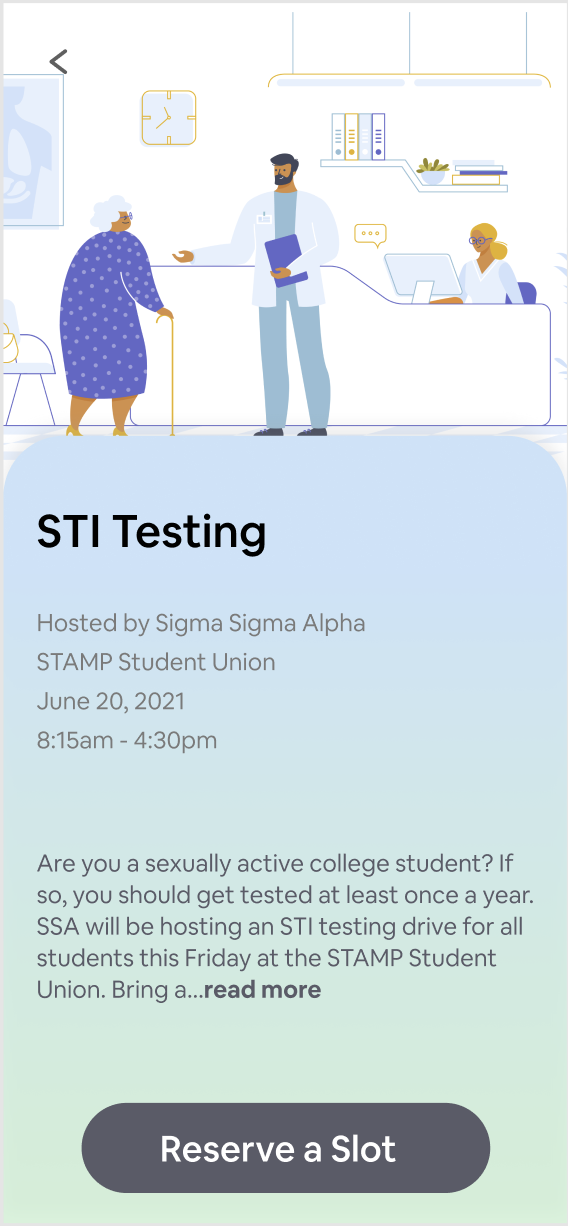 STI Testing
Hosted by Sigma Sigma Alpha
STAMP Student Union
June 20, 2021
8:15am - 4:30pm
Are you a sexually active college student? If
so, you should get tested at least once a year.
SSA will be hosting an STI testing drive for all
students this Friday at the STAMP Student
Union. Bring a...read more
Reserve a Slot